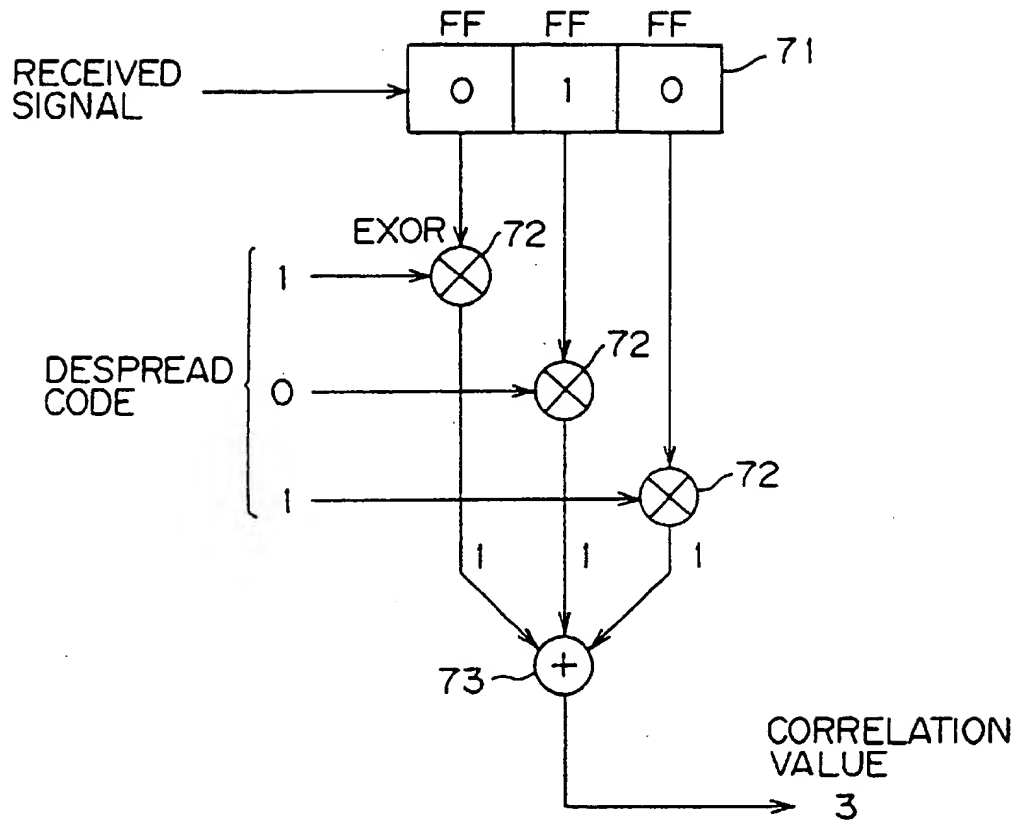 FF FF FF
71
RECEIVED
SIGNAL
0 1 0
EXOR 72
1
72
DESPREAD
CODE
0
72
1
1 1 1
+
73
CORRELATION
VALUE
3